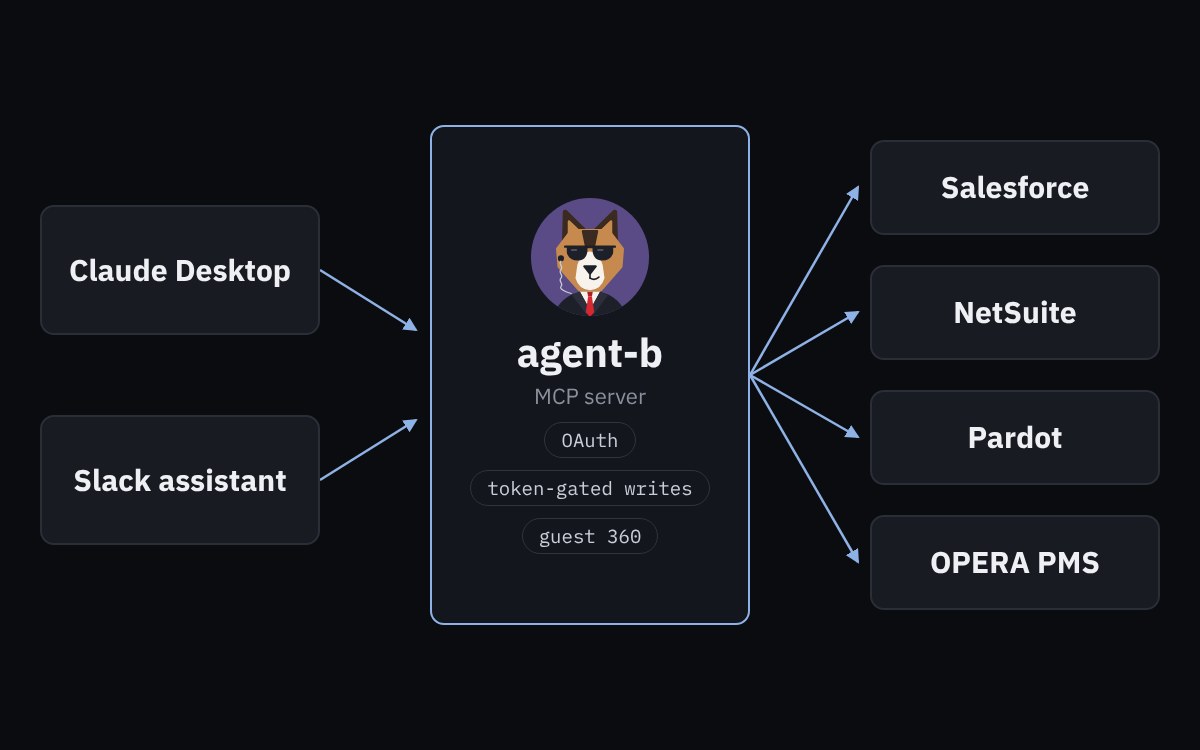 Claude Desktop
Slack assistant
agent-b
MCP server
OAuth
token-gated writes
guest 360
Salesforce
NetSuite
Pardot
OPERA PMS